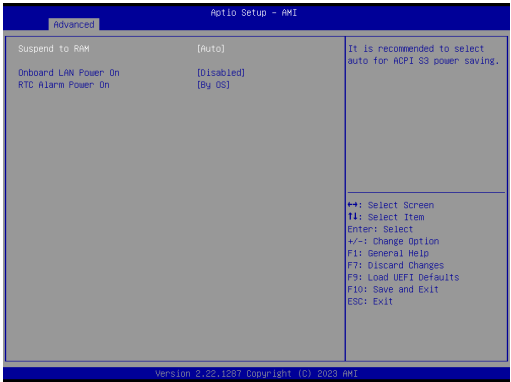 Aptio Setup – AMI
Advanced
Suspend to RAM [Auto]
Onboard LAN Power On [Disabled]
RTC Alarm Power On [By OS]
It is recommended to select
auto for ACPI S3 power saving.
↔: Select Screen
↑↓: Select Item
Enter: Select
+/-: Change Option
F1: General Help
F7: Discard Changes
F9: Load UEFI Defaults
F10: Save and Exit
ESC: Exit
Version 2.22.1287 Copyright (C) 2023 AMI